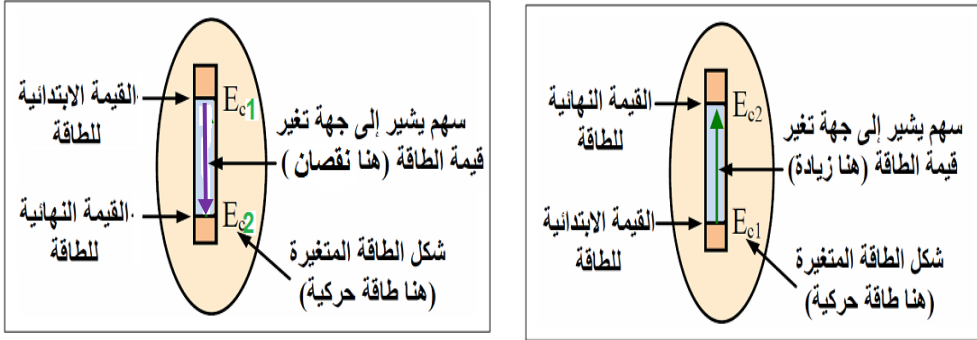 القيمة الابتدائية
للطاقة
Ec1
سهم يشير إلى جهة تغير
قيمة الطاقة (هنا نقصان )
القيمة النهائية
للطاقة
Ec2
شكل الطاقة المتغيرة
(هنا طاقة حركية)
القيمة النهائية
للطاقة
Ec2
سهم يشير إلى جهة تغير
قيمة الطاقة (هنا زيادة)
القيمة الابتدائية
للطاقة
Ec1
شكل الطاقة المتغيرة
(هنا طاقة حركية)